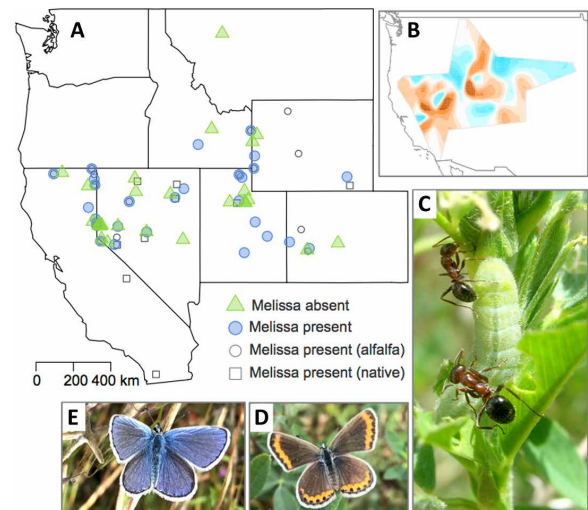 A
B
Melissa absent
Melissa present
Melissa present (alfalfa)
Melissa present (native)
0 200 400 km
C
E
D